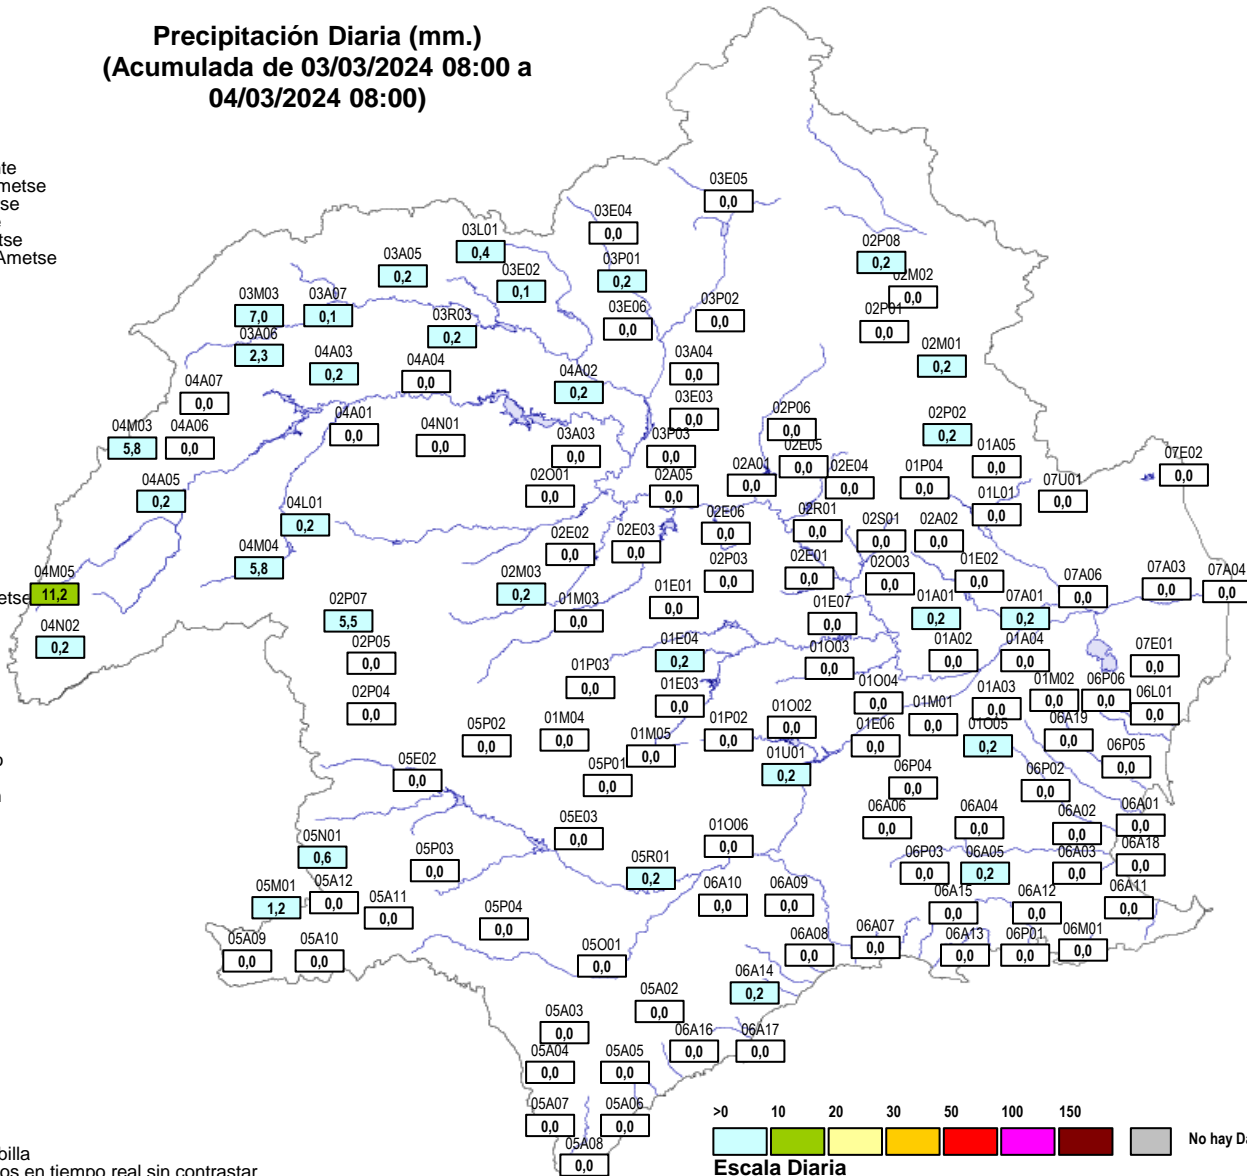 Precipitación Diaria (mm.)
(Acumulada de 03/03/2024 08:00 a
04/03/2024 08:00)
03E05
0,0
03E04
0,0
03L01
0,4
03A05
0,2
03E02
0,1
03P01
0,2
02P08
0,2
02M02
0,0
03M03
7,0
03A07
0,1
03R03
0,2
03E06
0,0
03P02
0,0
02P01
0,0
03A06
2,3
04A03
0,2
04A04
0,0
04A02
0,2
03A04
0,0
02M01
0,2
04A07
0,0
03E03
0,0
04M03
5,8
04A06
0,0
04A01
0,0
04N01
0,0
03A03
0,0
03P03
0,0
02P06
0,0
02P02
0,2
02E05
0,0
01A05
0,0
07E02
0,0
04A05
0,2
02O01
0,0
02A05
0,0
02A01
0,0
02E04
0,0
01P04
0,0
07U01
0,0
04L01
0,2
01L01
0,0
02E02
0,0
02E03
0,0
02E06
0,0
02R01
0,0
02S01
0,0
02A02
0,0
04M04
5,8
04M05
11,2
02M03
0,2
02P03
0,0
02E01
0,0
02O03
0,0
01E02
0,0
07A06
0,0
07A03
0,0
07A04
0,0
04N02
0,2
02P07
5,5
01M03
0,0
01E01
0,0
01E07
0,0
01A01
0,2
07A01
0,2
02P05
0,0
01E04
0,2
01O03
0,0
01A02
0,0
01A04
0,0
07E01
0,0
02P04
0,0
01P03
0,0
01E03
0,0
01O04
0,0
01A03
0,0
01M02
0,0
06P06
0,0
06L01
0,0
05P02
0,0
01M04
0,0
01M05
0,0
01P02
0,0
01O02
0,0
01E06
0,0
01M01
0,0
01O05
0,2
06A19
0,0
06P05
0,0
05E02
0,0
05P01
0,0
01U01
0,2
06P04
0,0
06P02
0,0
05E03
0,0
01O06
0,0
06A06
0,0
06A04
0,0
06A02
0,0
06A01
0,0
05N01
0,6
05P03
0,0
05R01
0,2
06P03
0,0
06A05
0,2
06A03
0,0
06A18
0,0
05M01
1,2
05A12
0,0
05A11
0,0
05P04
0,0
06A10
0,0
06A09
0,0
06A15
0,0
06A12
0,0
06A11
0,0
05A09
0,0
05A10
0,0
05O01
0,0
06A08
0,0
06A07
0,0
06A13
0,0
06P01
0,0
06M01
0,0
06A14
0,2
05A03
0,0
05A02
0,0
06A16
0,0
06A17
0,0
05A04
0,0
05A05
0,0
05A07
0,0
05A06
0,0
05A08
0,0
>0 10 20 30 50 100 150
No hay Da
Escala Diaria
nte
metse
se
tse
Ametse
etse
billa
os en tiempo real sin contrastar